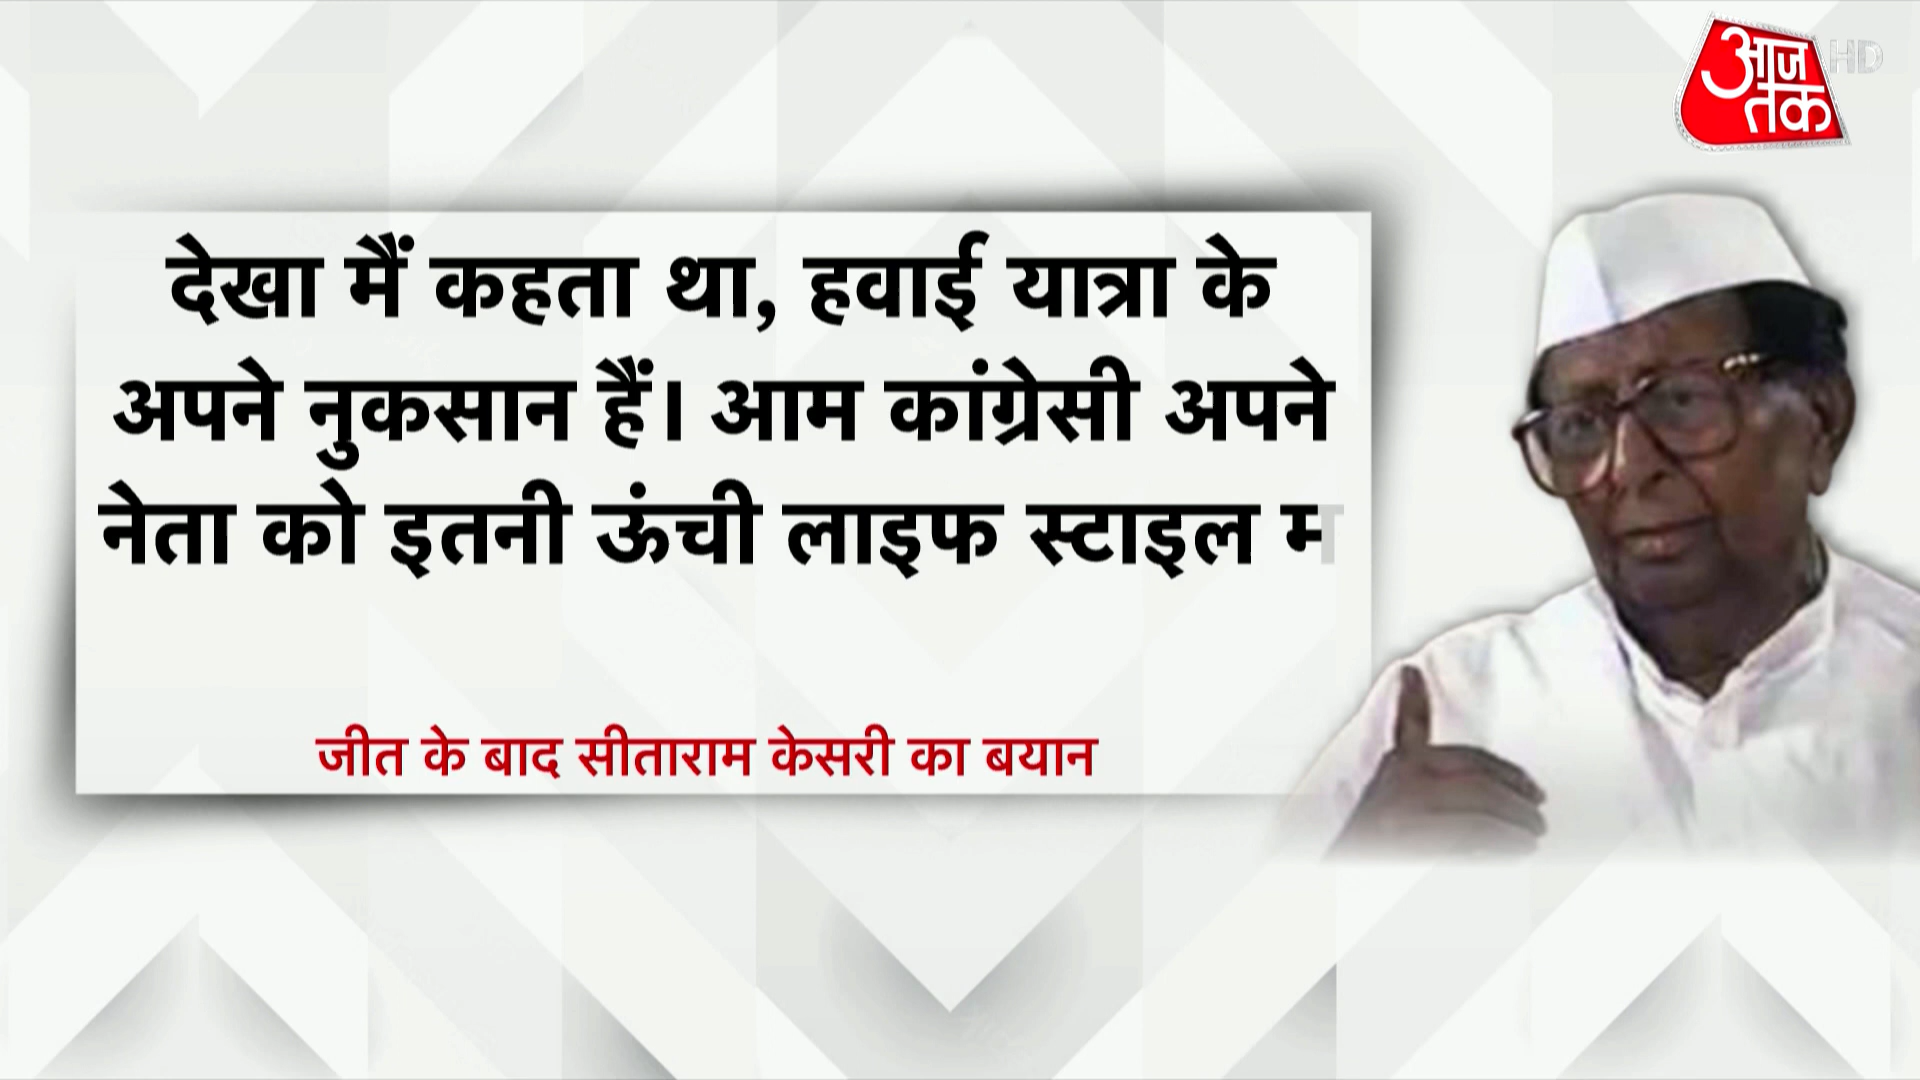 आज तक HD
देखा मैं कहता था, हवाई यात्रा के
अपने नुकसान हैं। आम कांग्रेसी अपने
नेता को इतनी ऊंची लाइफ स्टाइल
जीत के बाद सीताराम केसरी का बयान